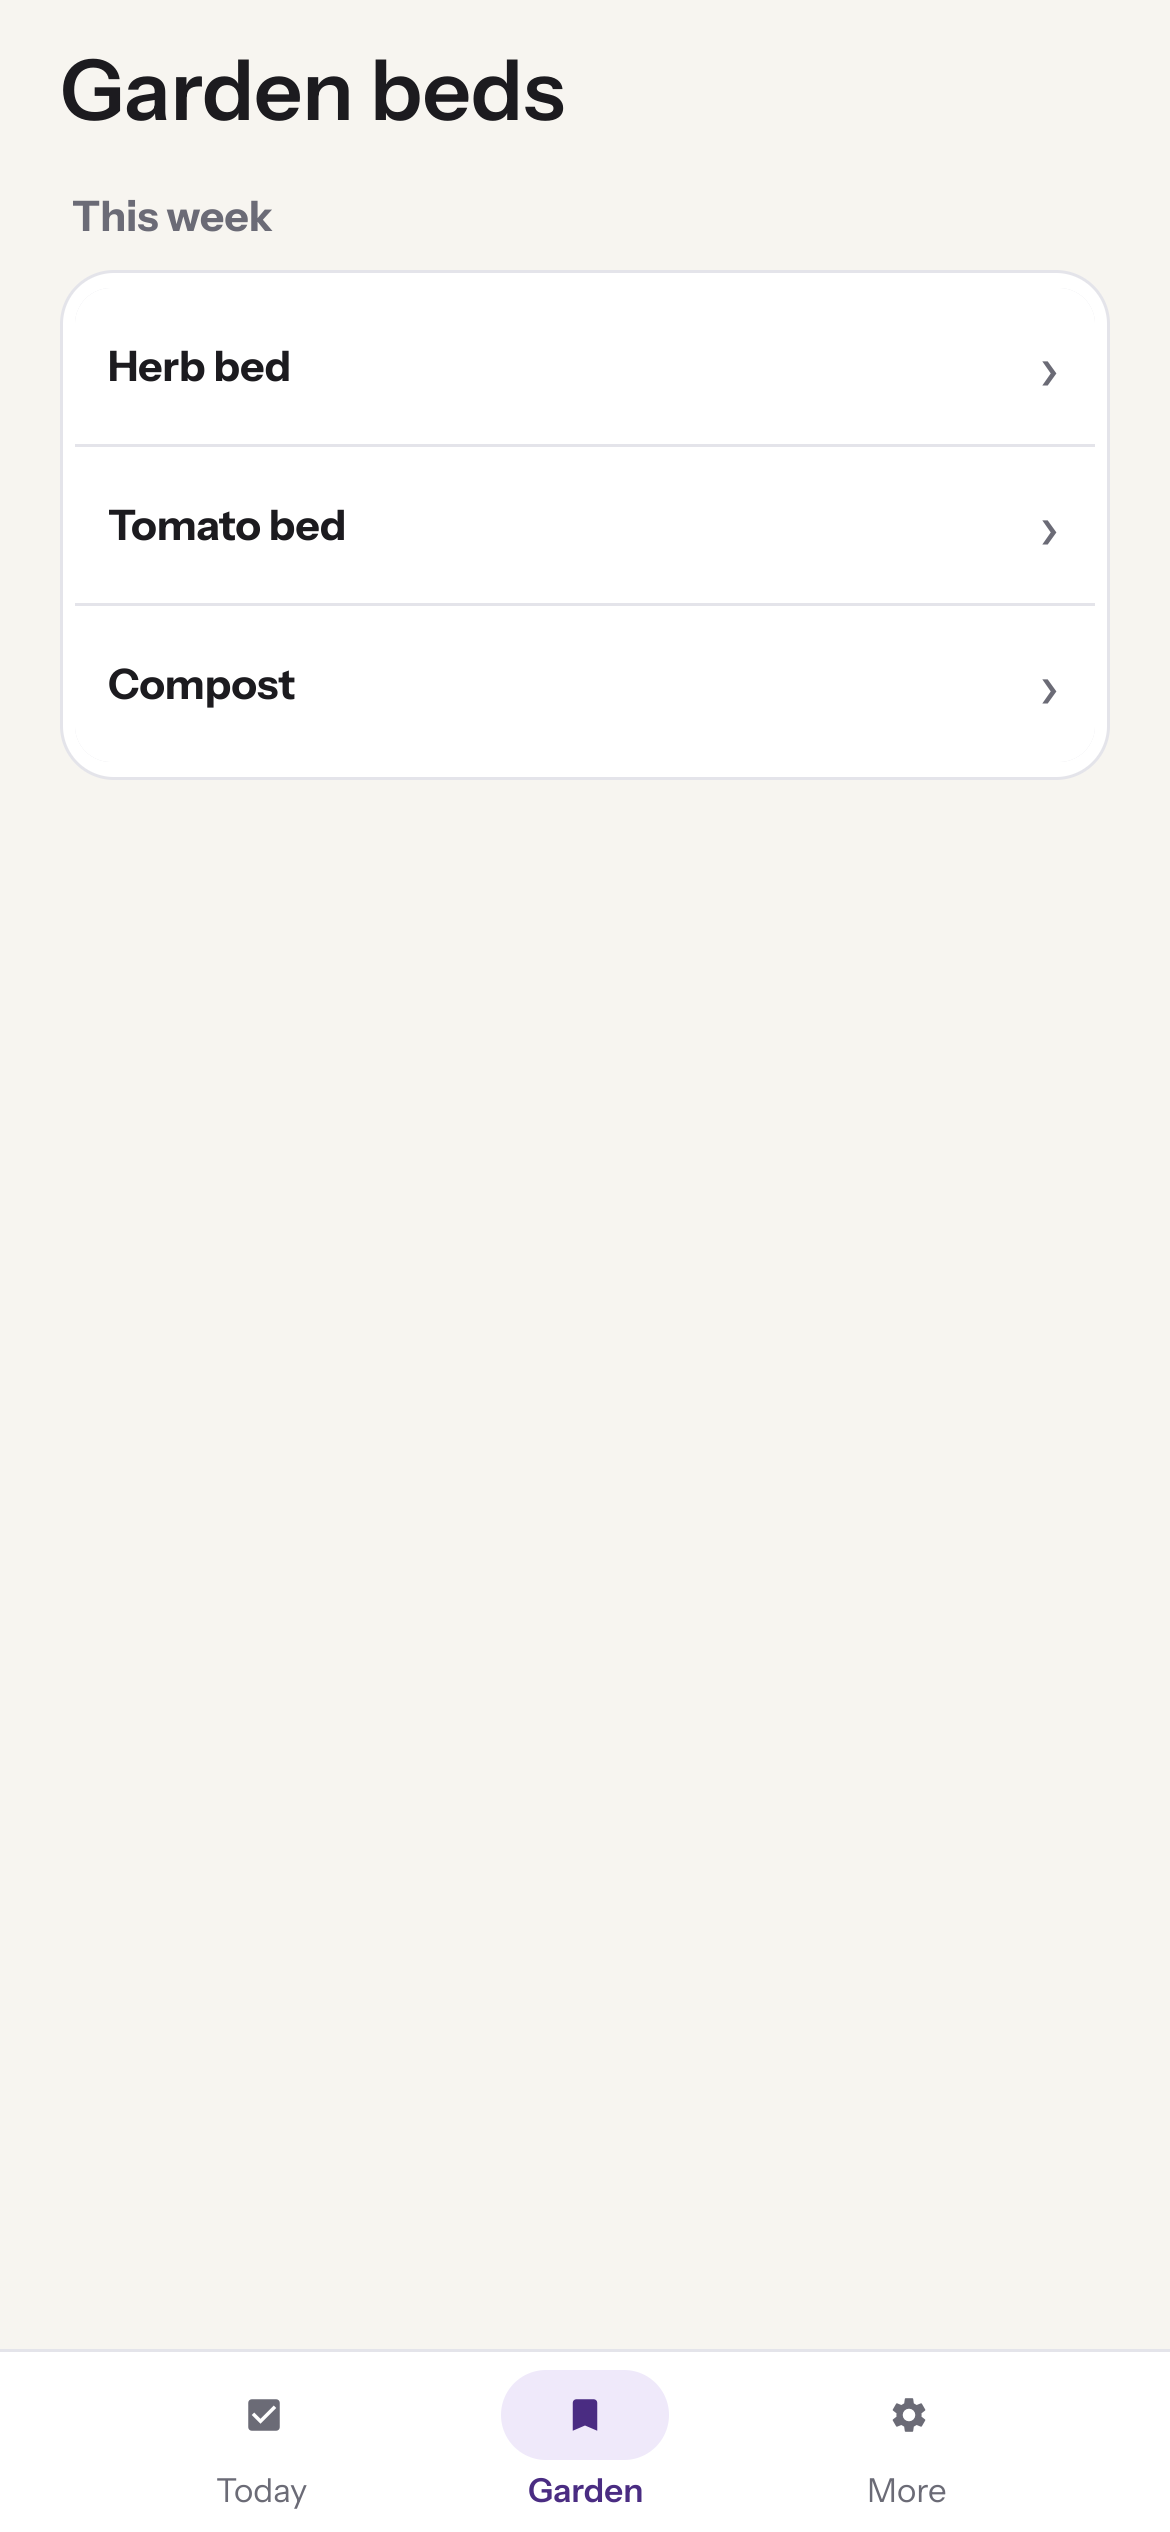 Garden beds
This week
Herb bed
Tomato bed
Compost
Today
Garden
More